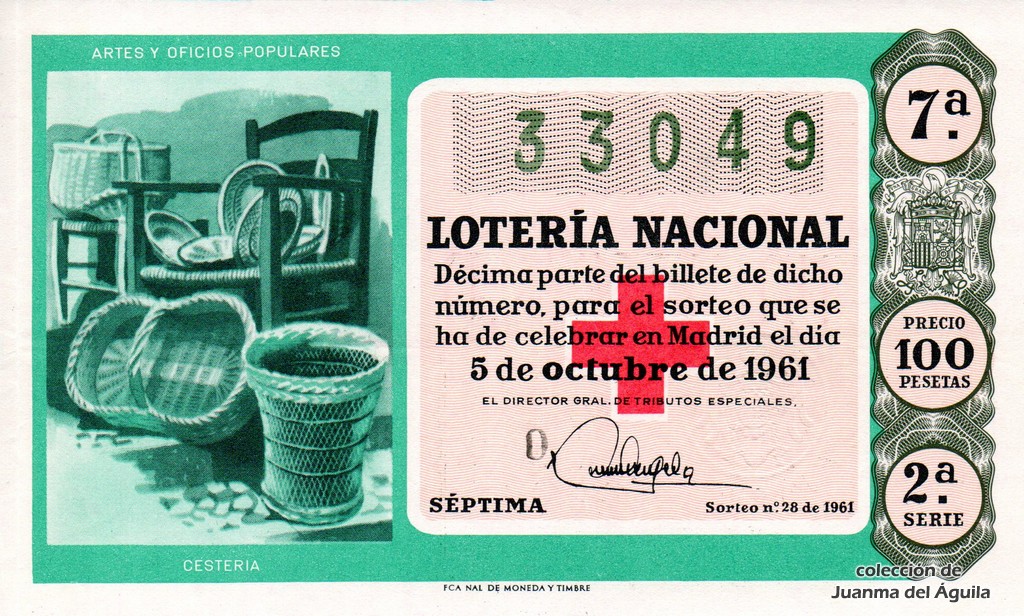 ARTES Y OFICIOS POPULARES
CESTERIA
33049
LOTERÍA NACIONAL
Décima parte del billete de dicho
número, para el sorteo que se
ha de celebrar en Madrid el día
5 de octubre de 1961
EL DIRECTOR GRAL. DE TRIBUTOS ESPECIALES,
0
SÉPTIMA
Sorteo nº. 28 de 1961
7ª.
PRECIO
100
PESETAS
2ª.
SERIE
FCA NAL DE MONEDA Y TIMBRE
colección de
Juanma del Águila